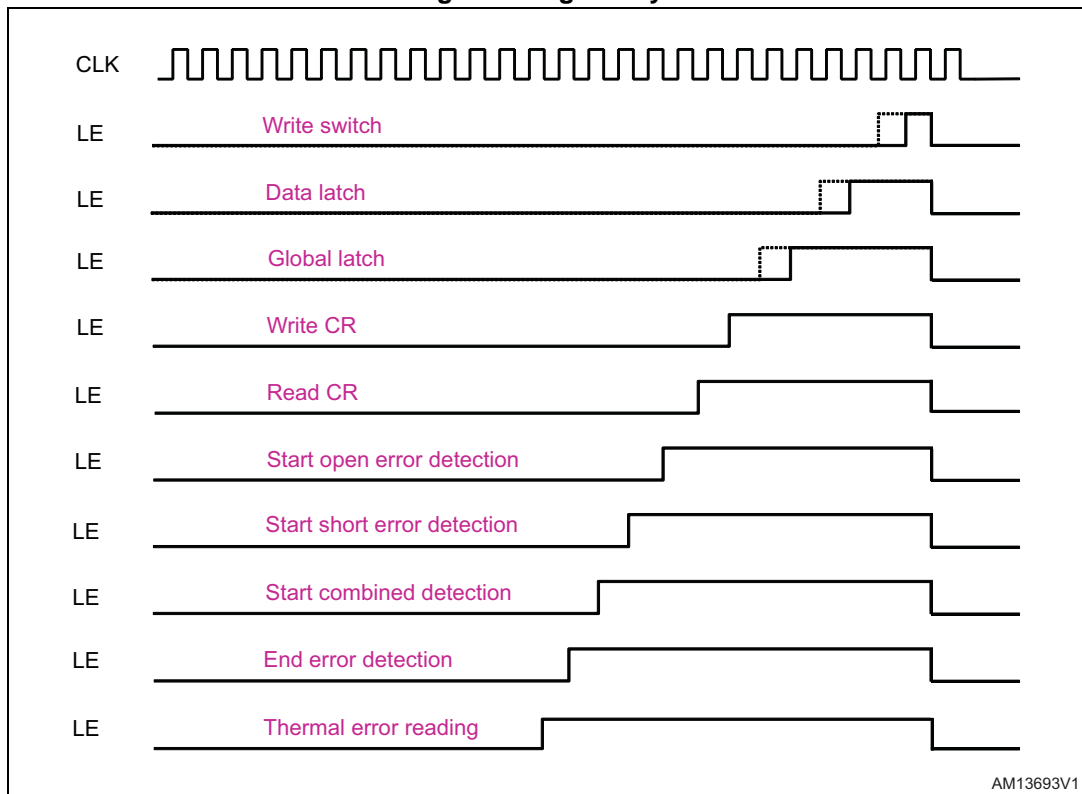 CLK
LE Write switch
LE Data latch
LE Global latch
LE Write CR
LE Read CR
LE Start open error detection
LE Start short error detection
LE Start combined detection
LE End error detection
LE Thermal error reading
AM13693V1